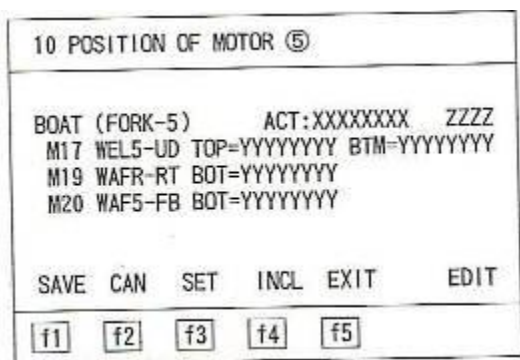 10 POSITION OF MOTOR ⑤
BOAT (FORK-5) ACT:XXXXXXXX ZZZZ
M17 WEL5-UD TOP=YYYYYYYY BTM=YYYYYYYY
M19 WAFR-RT BOT=YYYYYYYY
M20 WAF5-FB BOT=YYYYYYYY
SAVE CAN SET INCL EXIT EDIT
f1 f2 f3 f4 f5